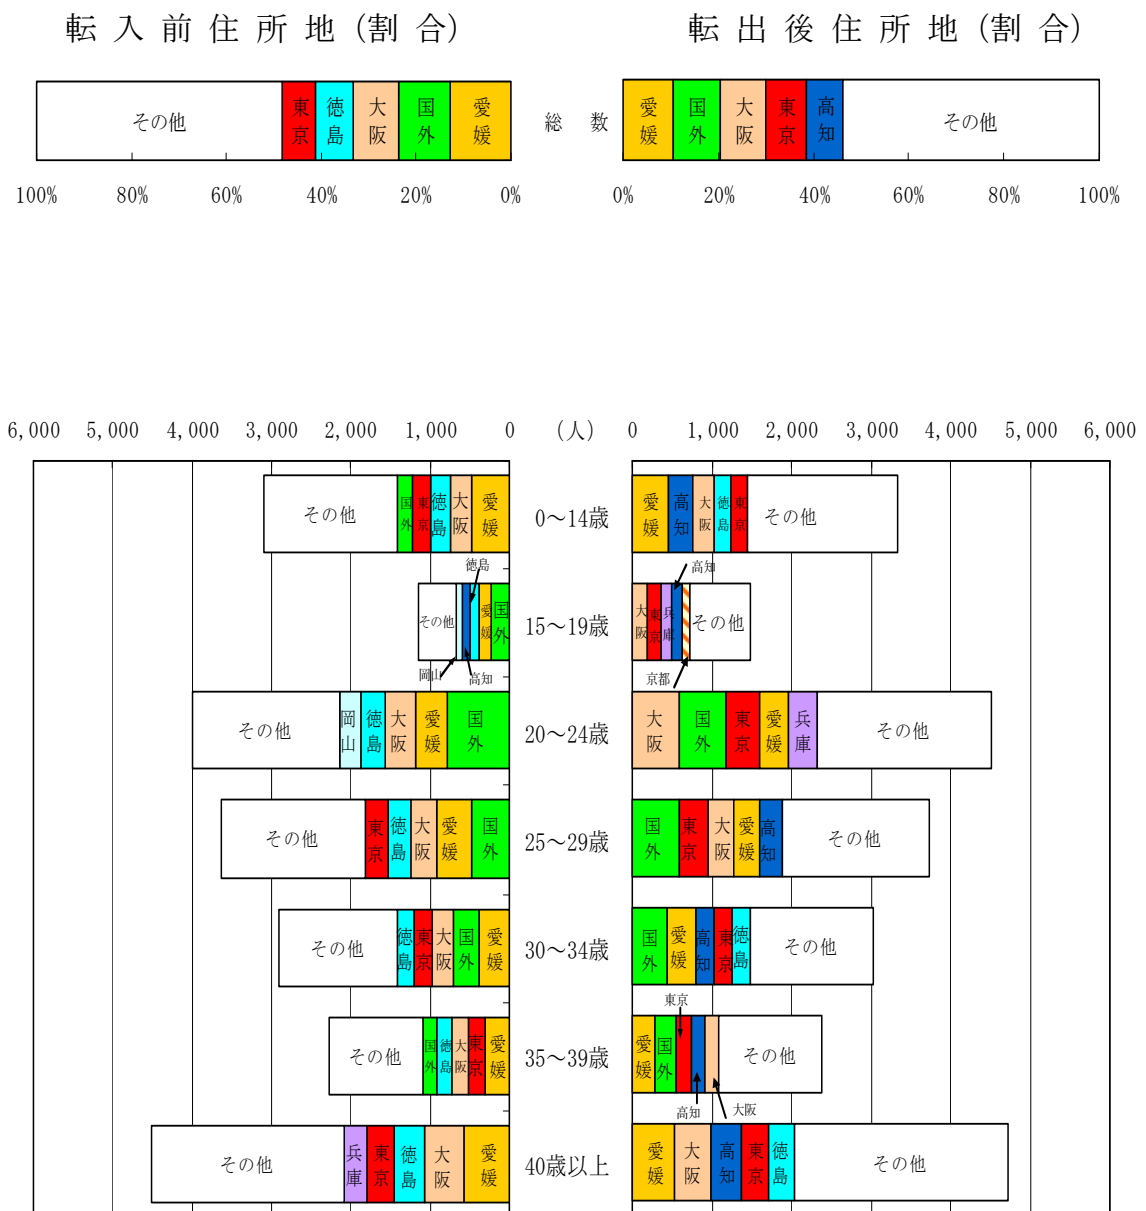 転入前住所地(割合) 転出後住所地(割合)
その他 東京 徳島 大阪 国外 愛媛 総数 愛媛 国外 大阪 東京 高知 その他
100% 80% 60% 40% 20% 0% 0% 20% 40% 60% 80% 100%
6,000 5,000 4,000 3,000 2,000 1,000 0 (人) 0 1,000 2,000 3,000 4,000 5,000 6,000
その他 国外 東京 徳島 大阪 愛媛 0～14歳 愛媛 高知 大阪 徳島 東京 その他
徳島 高知
その他 愛媛 国外 15～19歳 大阪 東京 兵庫 その他
岡山 高知 京都
その他 岡山 徳島 大阪 愛媛 国外 20～24歳 大阪 国外 東京 愛媛 兵庫 その他
その他 東京 徳島 大阪 愛媛 国外 25～29歳 国外 東京 大阪 愛媛 高知 その他
その他 徳島 東京 大阪 国外 愛媛 30～34歳 国外 愛媛 高知 東京 徳島 その他
東京
その他 国外 徳島 大阪 東京 愛媛 35～39歳 愛媛 国外 その他
高知 大阪
その他 兵庫 東京 徳島 大阪 愛媛 40歳以上 愛媛 大阪 高知 東京 徳島 その他